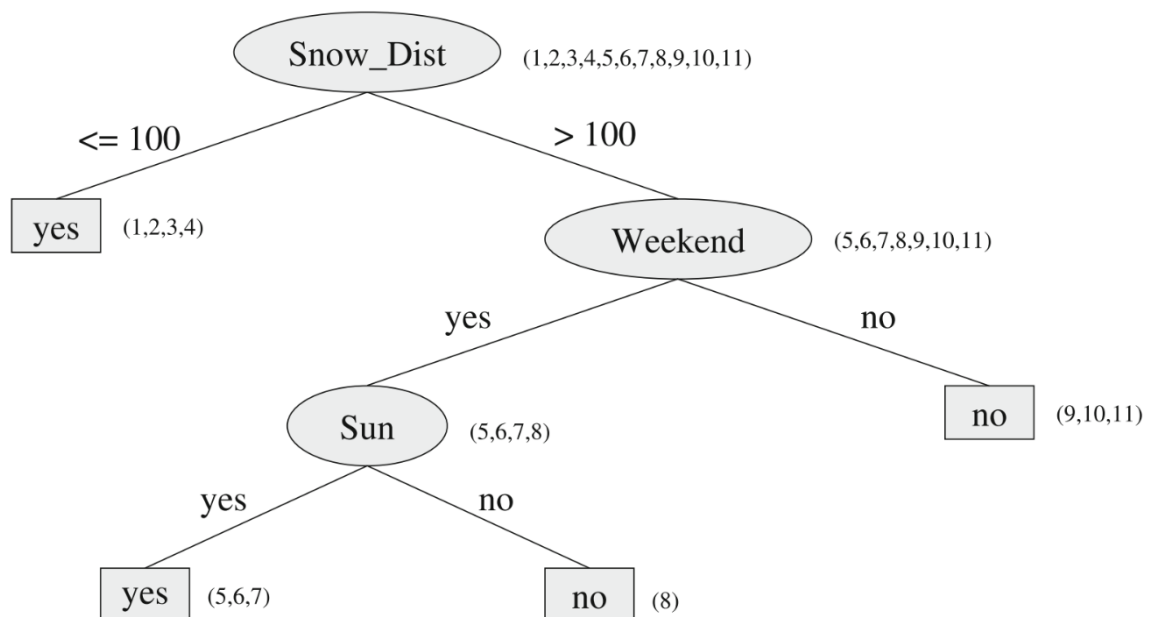 Snow_Dist (1,2,3,4,5,6,7,8,9,10,11)
<= 100 > 100
yes (1,2,3,4)
Weekend (5,6,7,8,9,10,11)
yes no
Sun (5,6,7,8)
no (9,10,11)
yes no
yes (5,6,7) no (8)